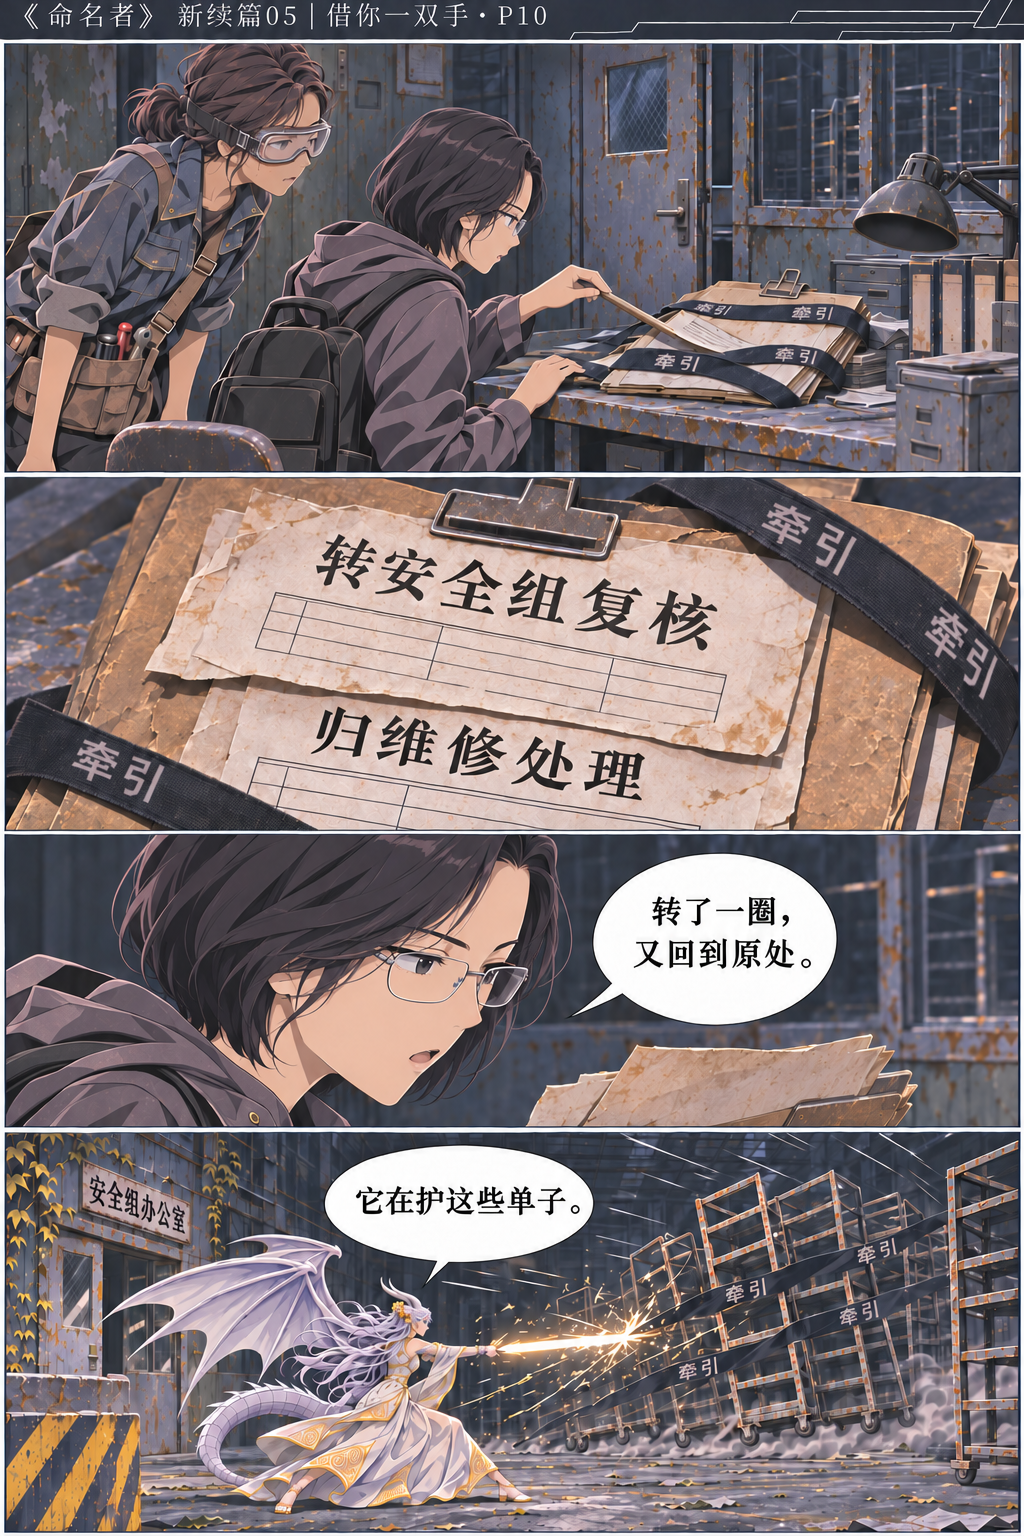 《命名者》 新续篇05 | 借你一双手·P10
牵引
牵引
牵引
牵引
牵引
转安全组复核
牵引
归维修处理
牵引
转了一圈，
又回到原处。
安全组办公室
它在护这些单子。
牵引
牵引
牵引
牵引